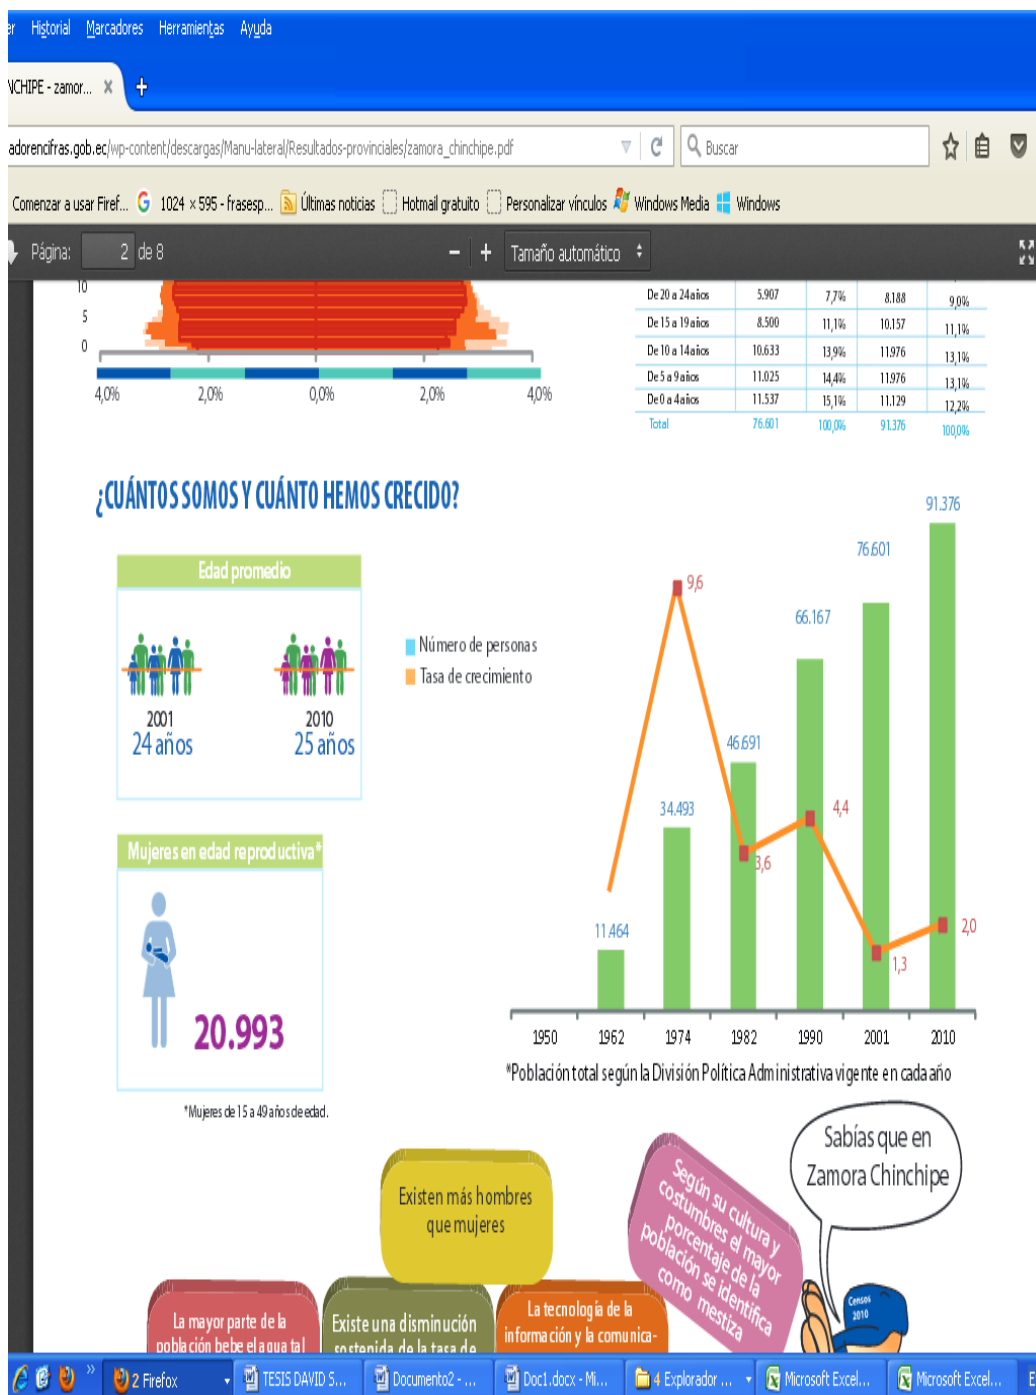 Historial Marcadores Herramientas Ayuda
NCHIPE - zamor... × +
adorencifras.gob.ec/wp-content/descargas/Manu-lateral/Resultados-provinciales/zamora_chinchipe.pdf Buscar
Comenzar a usar Firef... 1024 × 595 - frasesp... Últimas noticias Hotmail gratuito Personalizar vínculos Windows Media Windows
Página: 2 de 8 − + Tamaño automático
10
5
0
4,0% 2,0% 0,0% 2,0% 4,0%
De 20 a 24 años 5.907 7,7% 8.188 9,0%
De 15 a 19 años 8.500 11,1% 10.157 11,1%
De 10 a 14 años 10.633 13,9% 11.976 13,1%
De 5 a 9 años 11.025 14,4% 11.976 13,1%
De 0 a 4 años 11.537 15,1% 11.129 12,2%
Total 76.601 100,0% 91.376 100,0%
¿CUÁNTOS SOMOS Y CUÁNTO HEMOS CRECIDO?
Edad promedio
2001 2010
24 años 25 años
Número de personas
Tasa de crecimiento
Mujeres en edad reproductiva*
20.993
*Mujeres de 15 a 49 años de edad.
91.376
76.601
66.167
46.691
34.493
11.464
9,6
3,6
4,4
1,3
2,0
1950 1962 1974 1982 1990 2001 2010
*Población total según la División Política Administrativa vigente en cada año
Sabías que en
Zamora Chinchipe
Según su cultura y
costumbres el mayor
porcentaje de la
población se identifica
como mestiza
Existen más hombres
que mujeres
Censos
2010
La mayor parte de la
población bebe el agua tal
Existe una disminución
sostenida de la tasa de
La tecnología de la
información y la comunica-
2 Firefox TESIS DAVID S... Documento2 - ... Doc1.docx - Mi... 4 Explorador ... Microsoft Excel... Microsoft Excel...